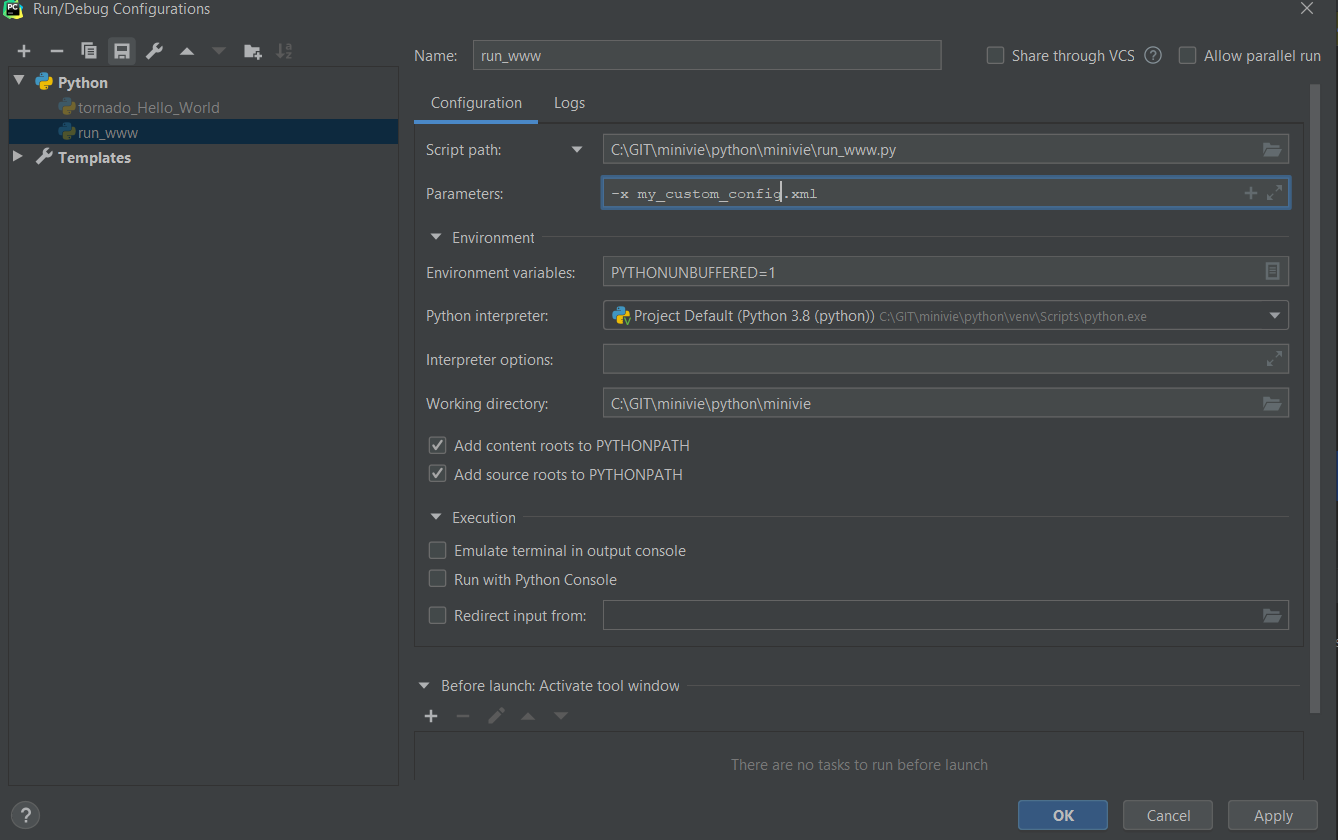 PC Run/Debug Configurations
Name: run_www Share through VCS ? Allow parallel run
Python
tornado_Hello_World
run_www
Templates
Configuration Logs
Script path: C:\GIT\minivie\python\minivie\run_www.py
Parameters: -x my_custom_config.xml
Environment
Environment variables: PYTHONUNBUFFERED=1
Python interpreter: Project Default (Python 3.8 (python)) C:\GIT\minivie\python\venv\Scripts\python.exe
Interpreter options:
Working directory: C:\GIT\minivie\python\minivie
Add content roots to PYTHONPATH
Add source roots to PYTHONPATH
Execution
Emulate terminal in output console
Run with Python Console
Redirect input from:
Before launch: Activate tool window
There are no tasks to run before launch
? OK Cancel Apply